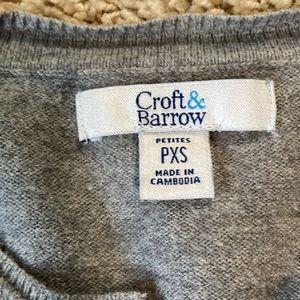 Croft&
Barrow
PETITES
PXS
MADE IN
CAMBODIA